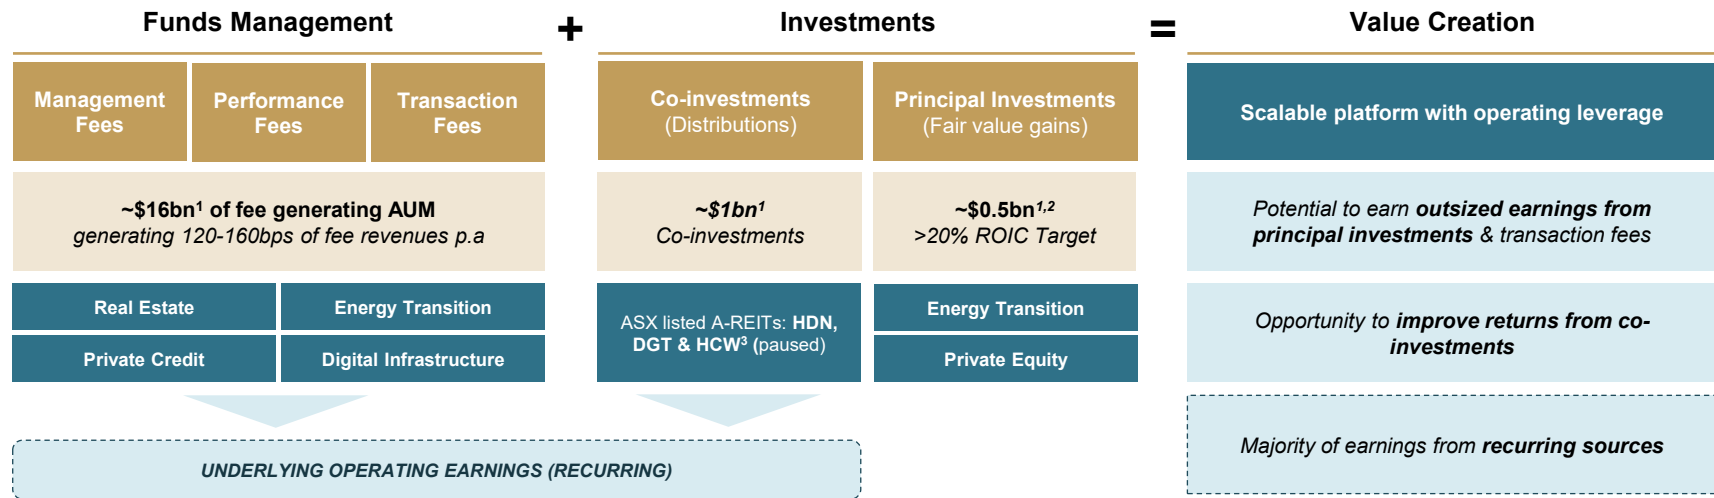 Funds Management
+
Investments
=
Value Creation
Management
Fees
Performance
Fees
Transaction
Fees
Co-investments
(Distributions)
Principal Investments
(Fair value gains)
Scalable platform with operating leverage
~$16bn¹ of fee generating AUM
generating 120-160bps of fee revenues p.a
~$1bn¹
Co-investments
~$0.5bn¹,²
>20% ROIC Target
Potential to earn outsized earnings from
principal investments & transaction fees
Real Estate
Energy Transition
Private Credit
Digital Infrastructure
ASX listed A-REITs: HDN,
DGT & HCW³ (paused)
Energy Transition
Private Equity
Opportunity to improve returns from co-
investments
UNDERLYING OPERATING EARNINGS (RECURRING)
Majority of earnings from recurring sources